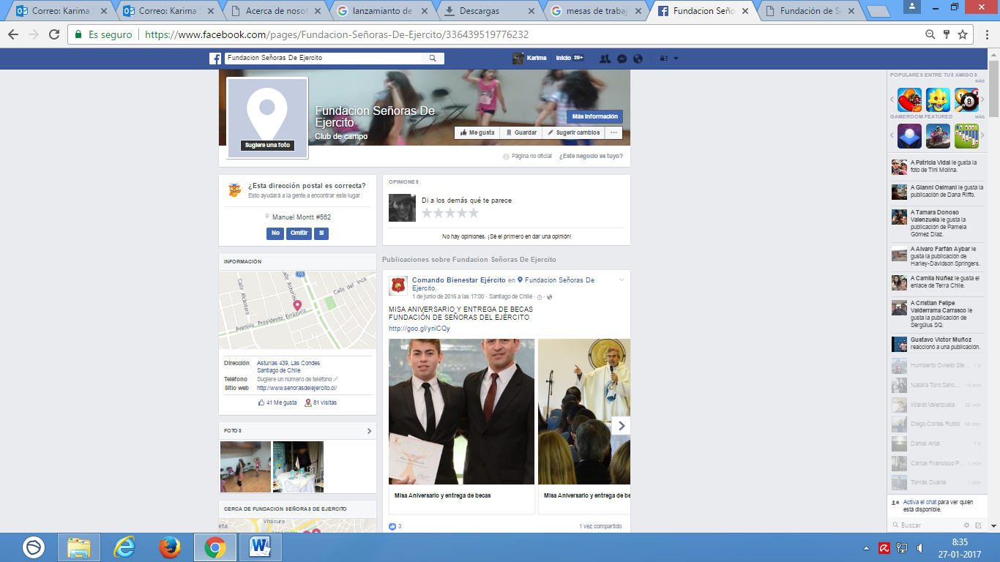 Correo: Karima S
Correo: Karima S
Acerca de nosot
lanzamianto de
Descargas
mesas de trabaj
Fundacion Seño
Fundación de Se
Es seguro
https://www.facebook.com/pages/Fundacion-Señoras-De-Ejercito/336439519776232
Fundacion Señoras De Ejercito
Karima
Inicio 20+
Fundacion Señoras De
Ejercito
Club de campo
Sugiere una foto
Más información
Me gusta
Guardar
Sugerir cambios
Página no oficial
¿Este negocio es tuyo?
¿Esta dirección postal es correcta?
Esto ayudará a la gente a encontrar este lugar
Manuel Montt #562
No
Omitir
Sí
INFORMACIÓN
70
Calle Alcántara
Asturias
Calle del Inca
Avenida Presidente Errázuriz
Dirección Asturias 439, Las Condes
Santiago de Chile
Teléfono Sugiere un número de teléfono
Sitio web http://www.senorasdelejercito.cl/
41 Me gusta 81 visitas
FOTOS
CERCA DE FUNDACION SEÑORAS DE EJERCITO
Vitacura
OPINIONES
Di a los demás qué te parece
No hay opiniones. ¡Sé el primero en dar una opinión!
Publicaciones sobre Fundacion Señoras De Ejercito
Comando Bienestar Ejército en Fundacion Señoras De
Ejercito.
1 de junio de 2016 a las 17:00 · Santiago de Chile ·
MISA ANIVERSARIO Y ENTREGA DE BECAS
FUNDACIÓN DE SEÑORAS DEL EJÉRCITO
http://goo.gl/yniCQy
Misa Aniversario y entrega de becas
Misa Aniversario y entrega de be
3
1 vez compartido
POPULARES ENTRE TUS AMIGOS
MÁS
GAMEROOM FEATURED
MÁS
A Patricia Vidal le gusta la
foto de Tini Molina.
A Gianni Osimani le gusta la
publicación de Dana Riffo.
A Tamara Donoso
Valenzuela le gusta la
publicación de Pamela
Gómez Díaz.
A Alvaro Farfán Aybar le
gusta la publicación de
Harley-Davidson Springers.
A Camila Núñez le gusta el
enlace de Terra Chile.
A Cristian Felipe
Valderrama Carrasco le
gusta la publicación de
Sergiius SQ.
Gustavo Victor Muñoz
reaccionó a una publicación.
Humberto Oviedo Ste... 1 h
Natalia Toro Sanc... 14 min
Waldo Valenzuela 26 min
Diego Cortes Rubio 58 min
Daniel Artal
Carlos Francisco P... 1 min
Tomás Duarte 1 min
Activa el chat para ver quién
está disponible.
Buscar
8:35
27-01-2017